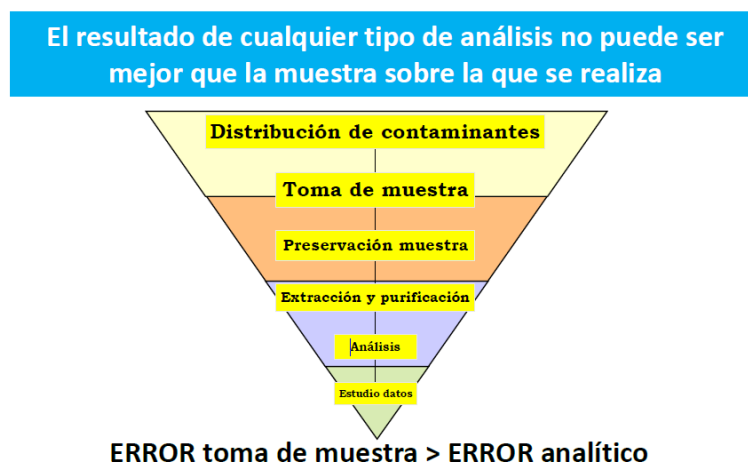 El resultado de cualquier tipo de análisis no puede ser
mejor que la muestra sobre la que se realiza
Distribución de contaminantes
Toma de muestra
Preservación muestra
Extracción y purificación
Análisis
Estudio datos
ERROR toma de muestra > ERROR analítico